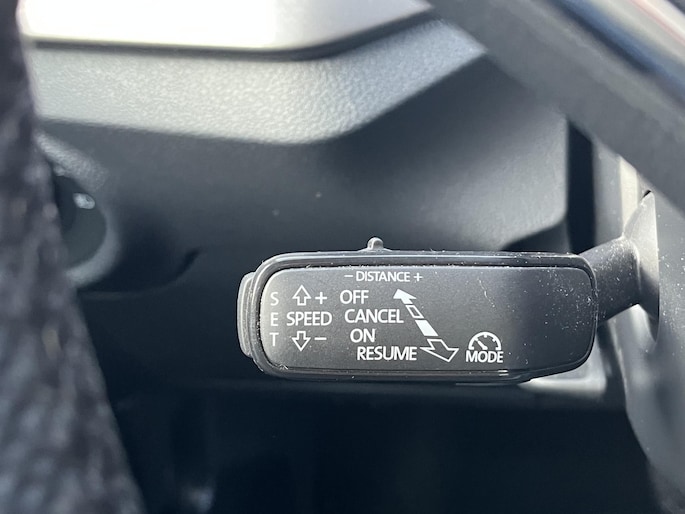 - DISTANCE +
S + OFF
E SPEED CANCEL
T - ON
RESUME MODE